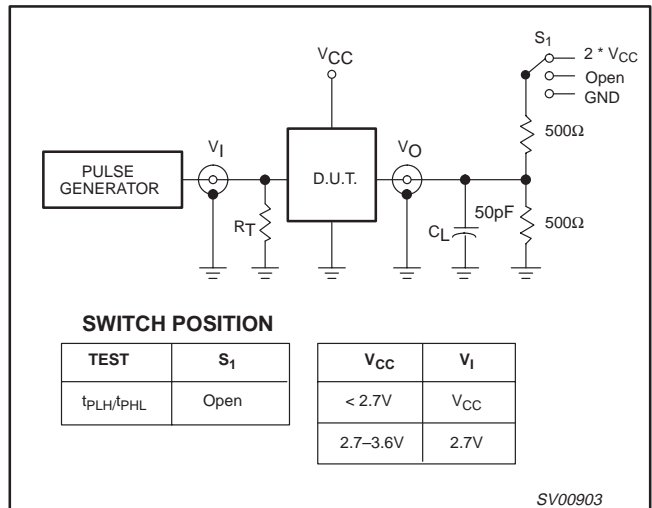 S1
2 * VCC
Open
GND
VCC
500Ω
VI
VO
PULSE
GENERATOR
D.U.T.
RT
50pF
CL
500Ω
SWITCH POSITION
TEST S1
tPLH/tPHL Open
VCC VI
< 2.7V VCC
2.7–3.6V 2.7V
SV00903